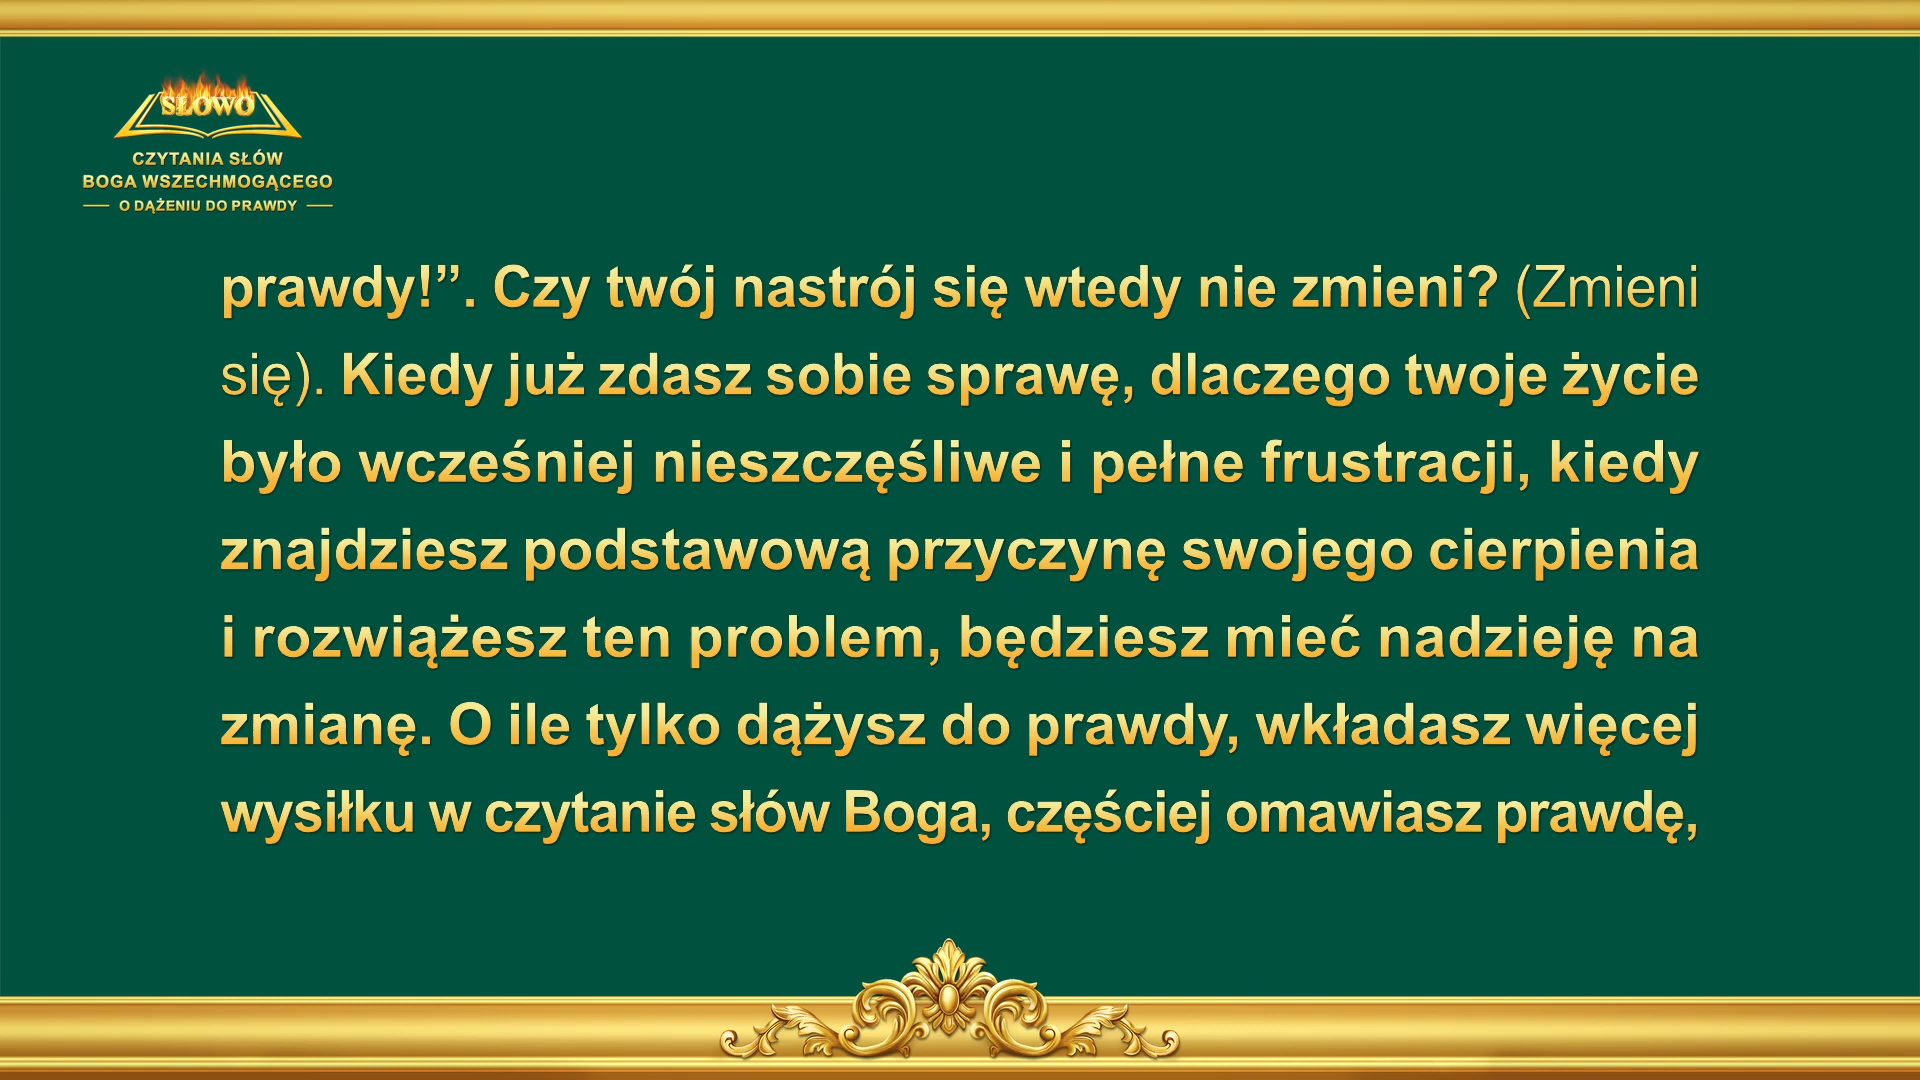 SŁOWO
CZYTANIA SŁÓW
BOGA WSZECHMOGĄCEGO
O DĄŻENIU DO PRAWDY
prawdy!”. Czy twój nastrój się wtedy nie zmieni? (Zmieni
się). Kiedy już zdasz sobie sprawę, dlaczego twoje życie
było wcześniej nieszczęśliwe i pełne frustracji, kiedy
znajdziesz podstawową przyczynę swojego cierpienia
i rozwiążesz ten problem, będziesz mieć nadzieję na
zmianę. O ile tylko dążysz do prawdy, wkładasz więcej
wysiłku w czytanie słów Boga, częściej omawiasz prawdę,